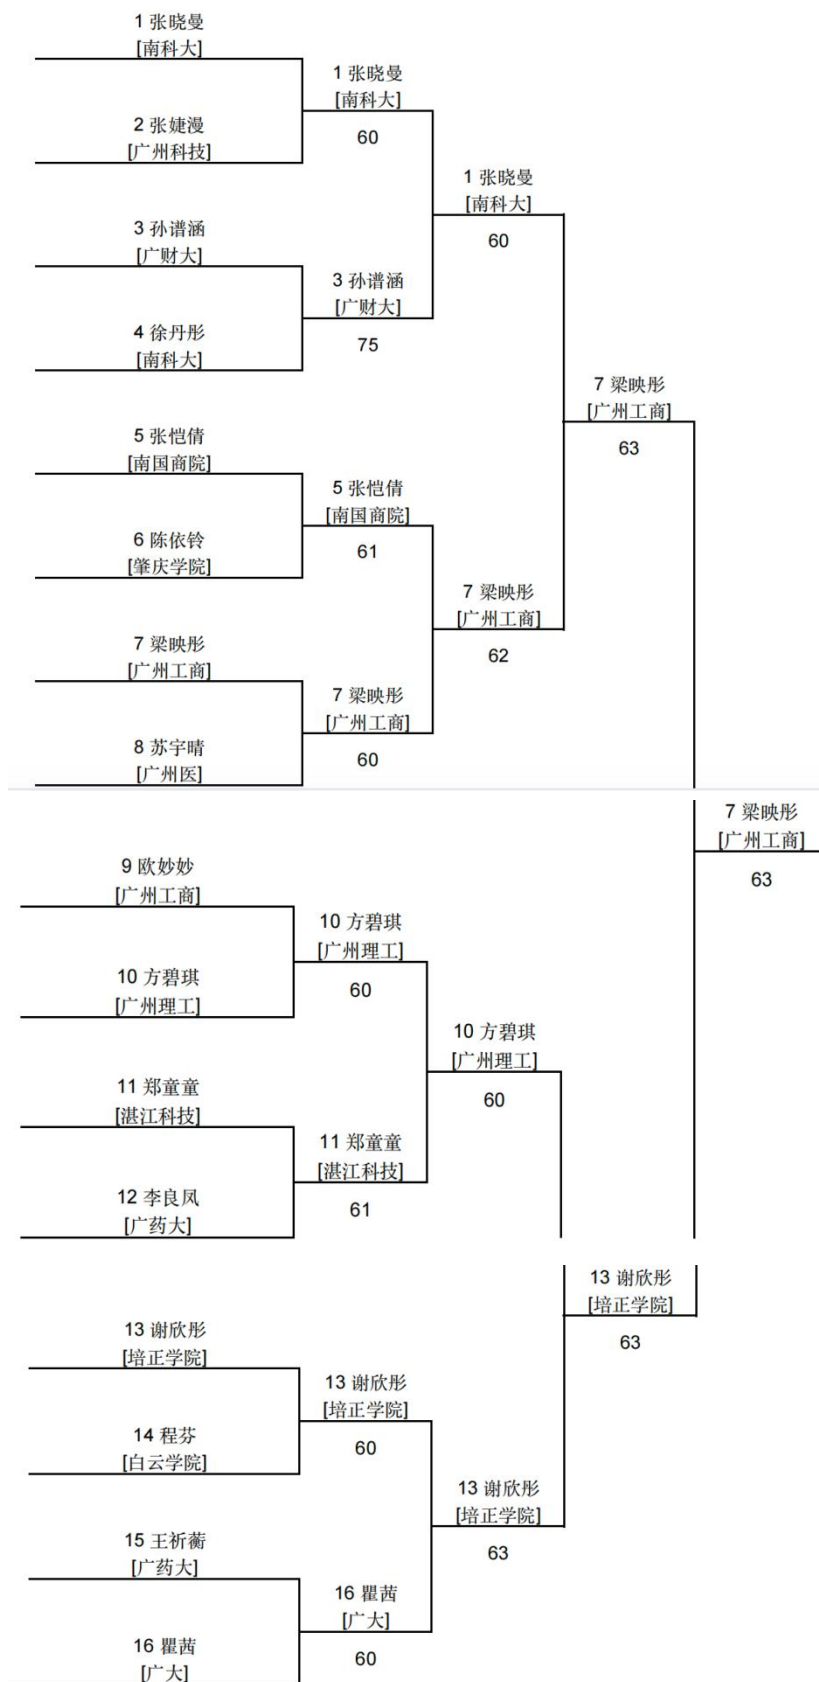 1 张晓曼
[南科大]
1 张晓曼
[南科大]
60
2 张婕漫
[广州科技]
1 张晓曼
[南科大]
60
3 孙谱涵
[广财大]
3 孙谱涵
[广财大]
75
4 徐丹彤
[南科大]
7 梁映彤
[广州工商]
63
5 张恺倩
[南国商院]
5 张恺倩
[南国商院]
61
6 陈依铃
[肇庆学院]
7 梁映彤
[广州工商]
62
7 梁映彤
[广州工商]
7 梁映彤
[广州工商]
60
8 苏宇晴
[广州医]
7 梁映彤
[广州工商]
63
9 欧妙妙
[广州工商]
10 方碧琪
[广州理工]
60
10 方碧琪
[广州理工]
10 方碧琪
[广州理工]
60
11 郑童童
[湛江科技]
11 郑童童
[湛江科技]
61
12 李良凤
[广药大]
13 谢欣彤
[培正学院]
63
13 谢欣彤
[培正学院]
13 谢欣彤
[培正学院]
60
14 程芬
[白云学院]
13 谢欣彤
[培正学院]
63
15 王祈蘅
[广药大]
16 瞿茜
[广大]
60
16 瞿茜
[广大]